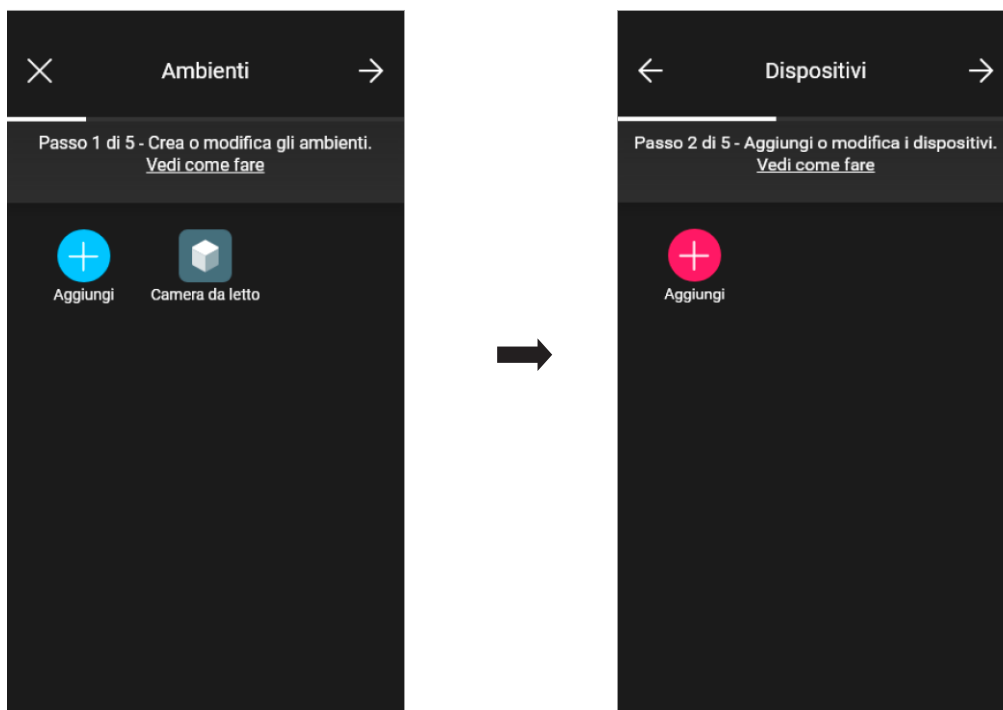 Ambienti
Passo 1 di 5 - Crea o modifica gli ambienti.
Vedi come fare
Aggiungi
Camera da letto
Dispositivi
Passo 2 di 5 - Aggiungi o modifica i dispositivi.
Vedi come fare
Aggiungi